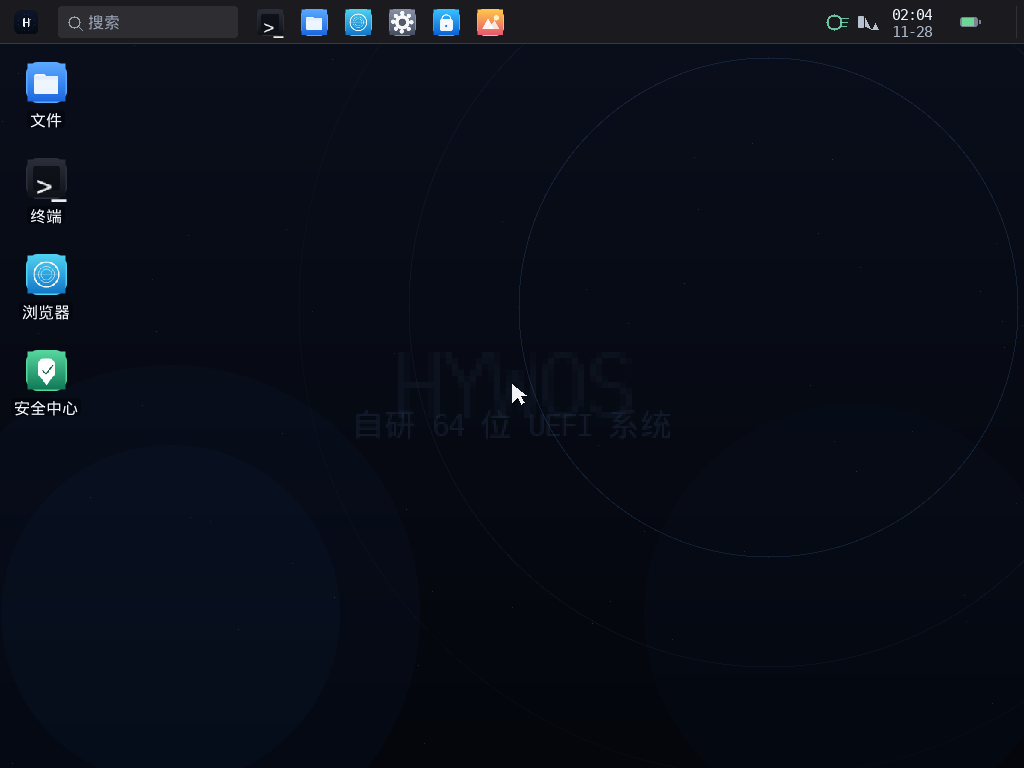 H
搜索
>_
02:04
11-28
文件
>_
终端
浏览器
安全中心
HYWOS
自研 64 位 UEFI 系统